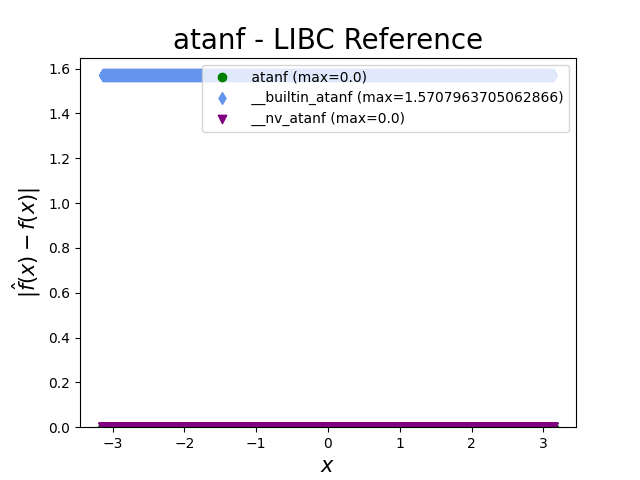 atanf - LIBC Reference
1.6
1.4
1.2
1.0
0.8
0.6
0.4
0.2
0.0
|f̂(x) − f(x)|
atanf (max=0.0)
__builtin_atanf (max=1.5707963705062866)
__nv_atanf (max=0.0)
−3
−2
−1
0
1
2
3
x